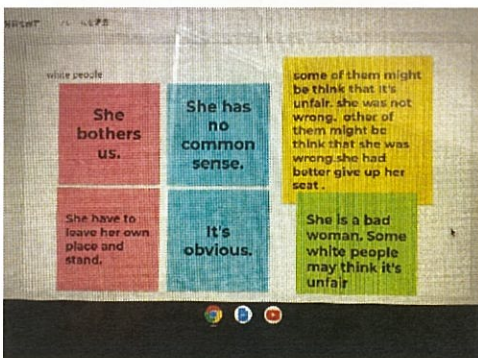 white people
She
bothers
us.
She has
no
common
sense.
some of them might
be think that it's
unfair. she was not
wrong. other of
them might be
think that she was
wrong.she had
better give up her
seat .
She have to
leave her own
place and
stand.
It's
obvious.
She is a bad
woman. Some
white people
may think it's
unfair